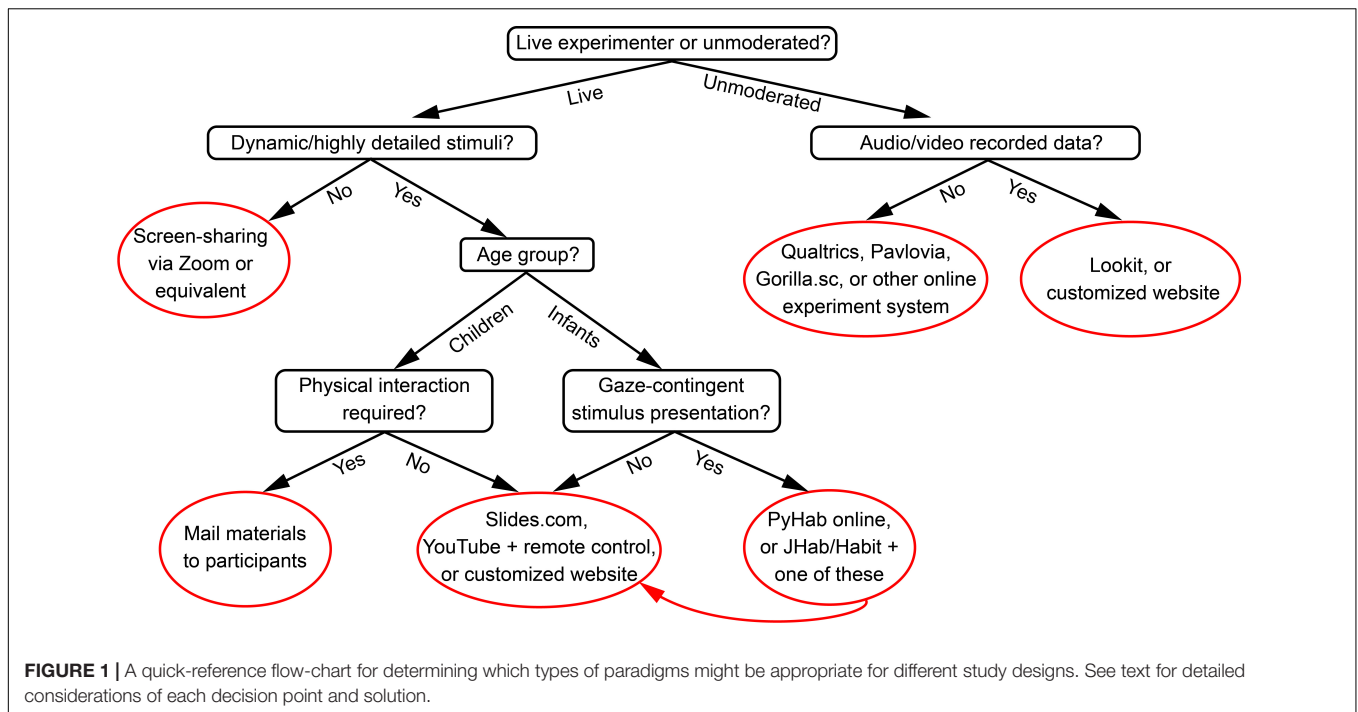 Live experimenter or unmoderated?
Live
Unmoderated
Dynamic/highly detailed stimuli?
Audio/video recorded data?
No
Yes
No
Yes
Screen-sharing
via Zoom or
equivalent
Age group?
Qualtrics, Pavlovia,
Gorilla.sc, or other online
experiment system
Lookit, or
customized website
Children
Infants
Physical interaction
required?
Gaze-contingent
stimulus presentation?
Yes
No
No
Yes
Mail materials
to participants
Slides.com,
YouTube + remote control,
or customized website
PyHab online,
or JHab/Habit +
one of these
FIGURE 1 | A quick-reference flow-chart for determining which types of paradigms might be appropriate for different study designs. See text for detailed
considerations of each decision point and solution.